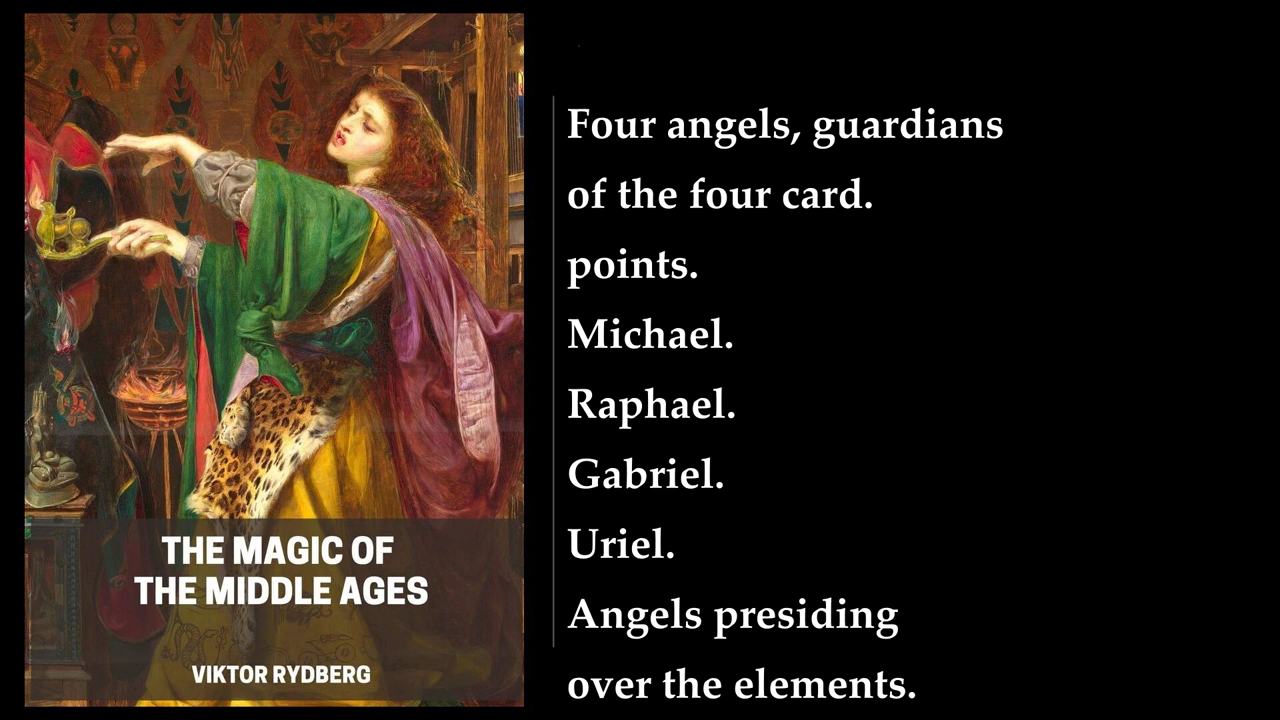 THE MAGIC OF
THE MIDDLE AGES
VIKTOR RYDBERG
Four angels, guardians
of the four card.
points.
Michael.
Raphael.
Gabriel.
Uriel.
Angels presiding
over the elements.